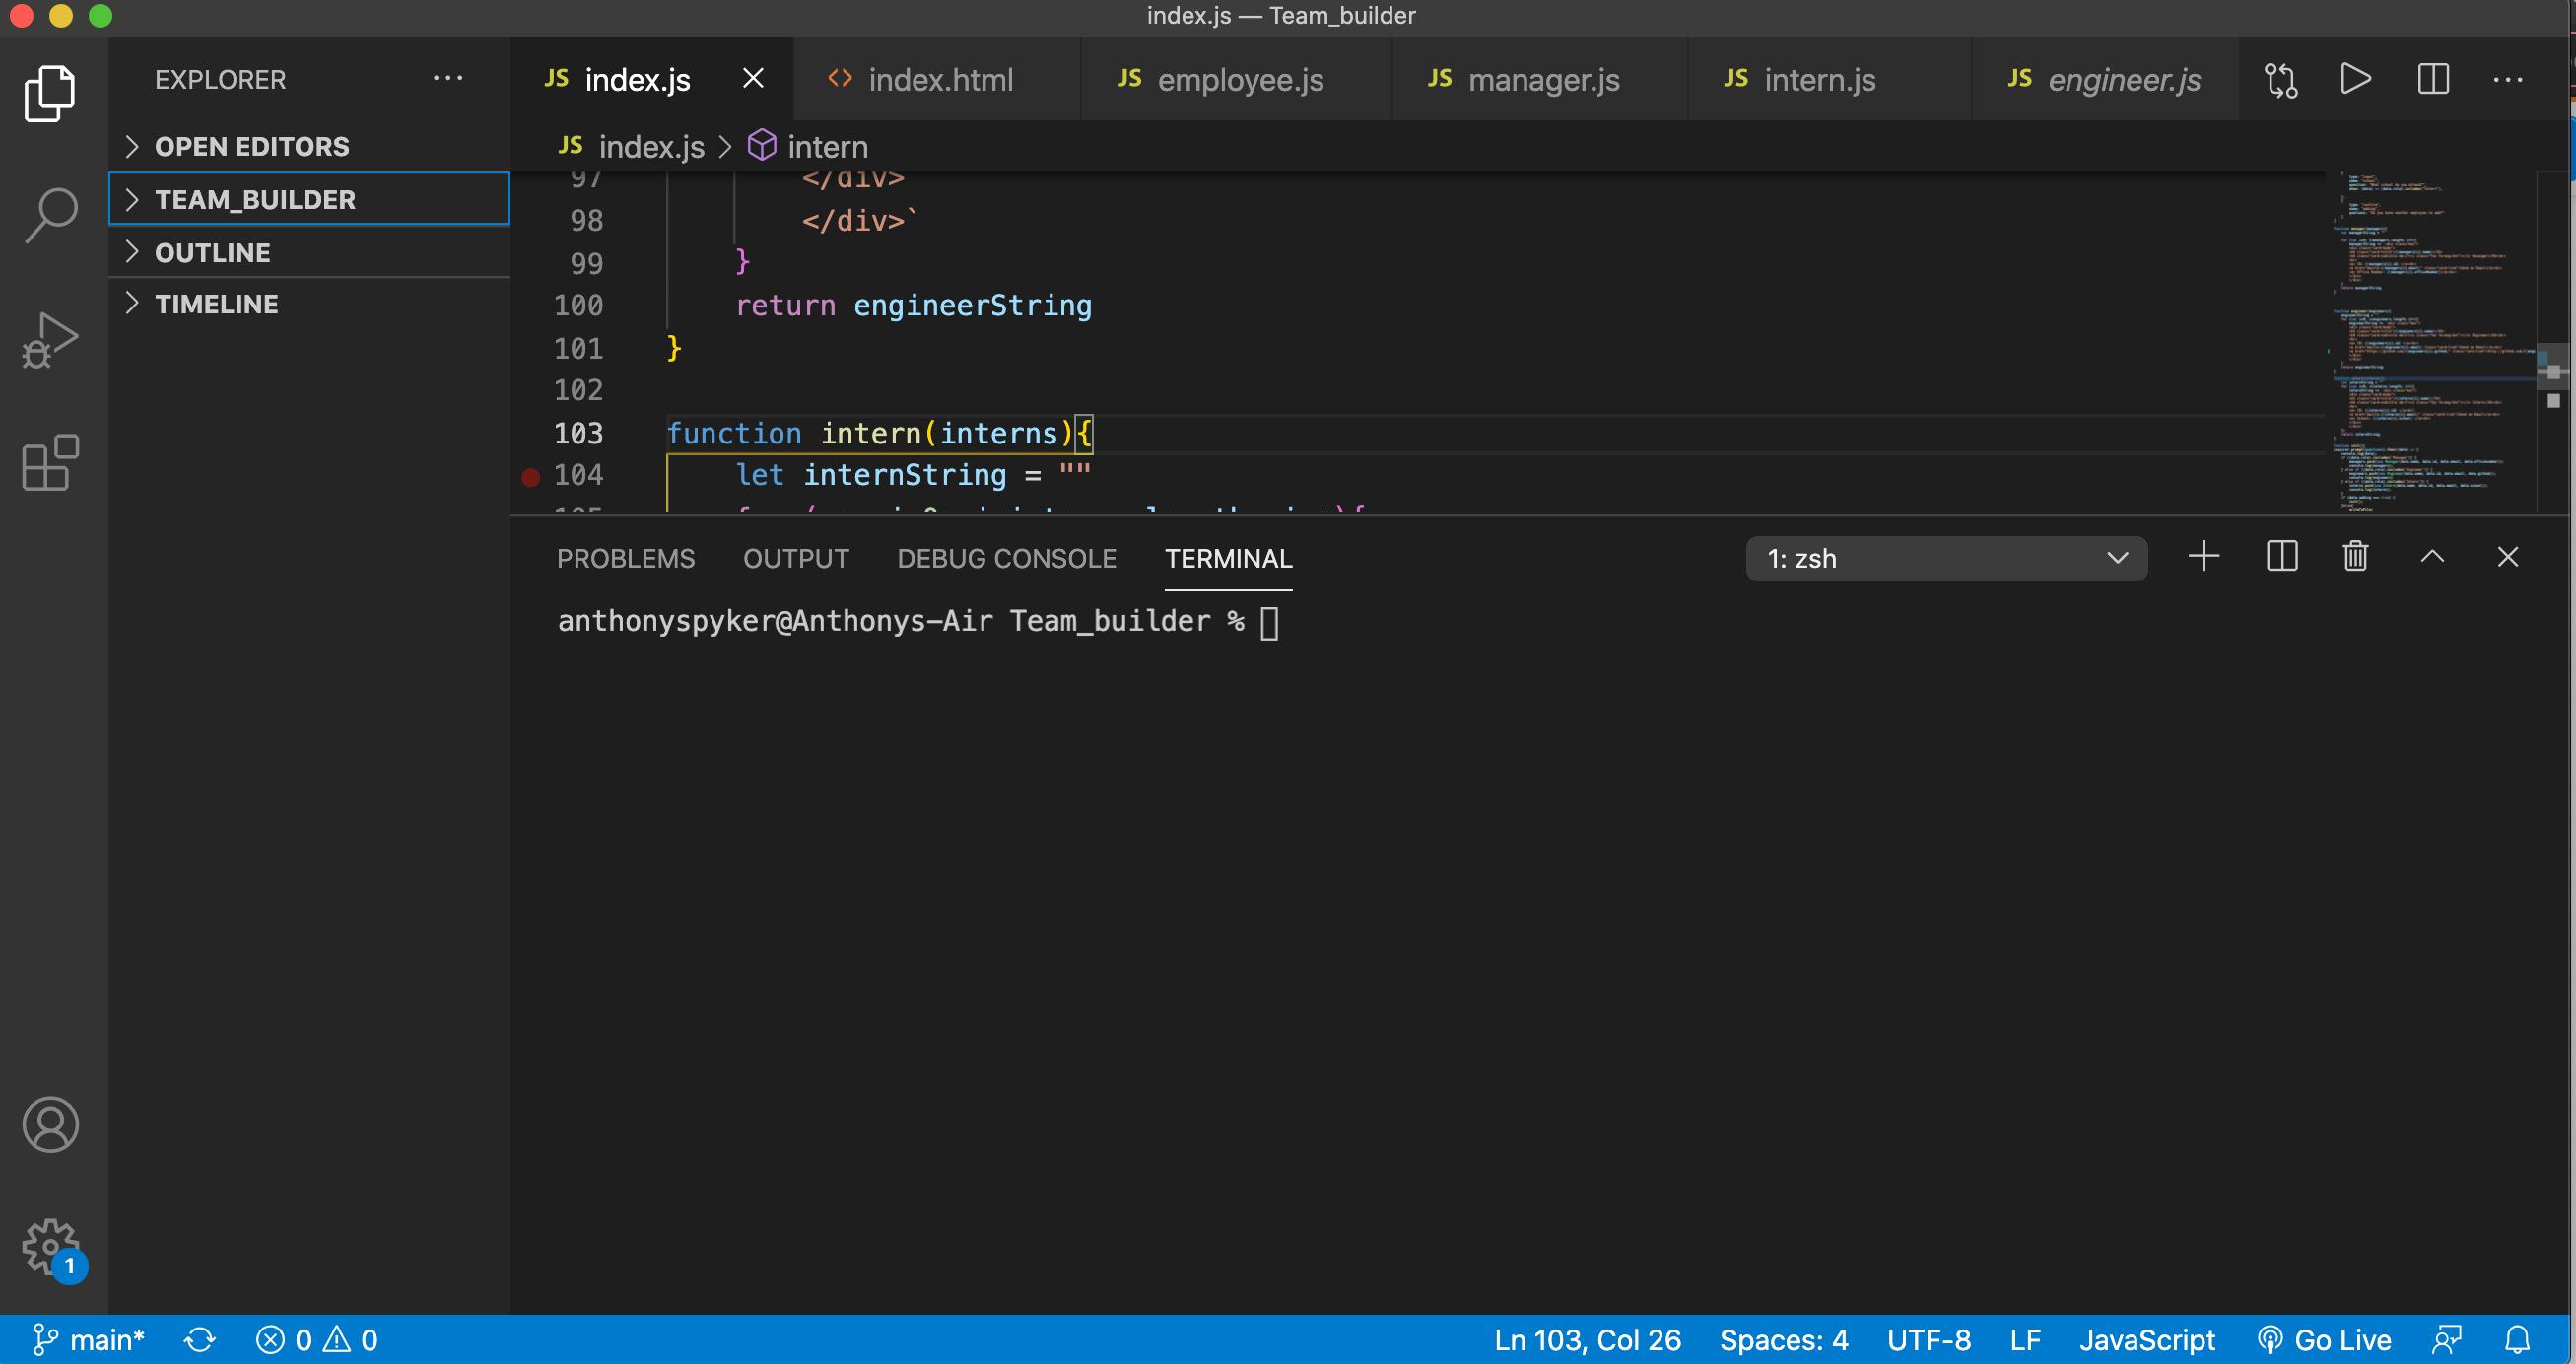 index.js — Team_builder
EXPLORER
JS index.js
index.html
JS employee.js
JS manager.js
JS intern.js
JS engineer.js
OPEN EDITORS
TEAM_BUILDER
OUTLINE
TIMELINE
JS index.js > intern
97 </div>
98 </div>`
99 }
100 return engineerString
101 }
102
103 function intern(interns){
104 let internString = ""
PROBLEMS OUTPUT DEBUG CONSOLE TERMINAL 1: zsh
anthonyspyker@Anthonys-Air Team_builder %
1
main* 0 0 Ln 103, Col 26 Spaces: 4 UTF-8 LF JavaScript Go Live